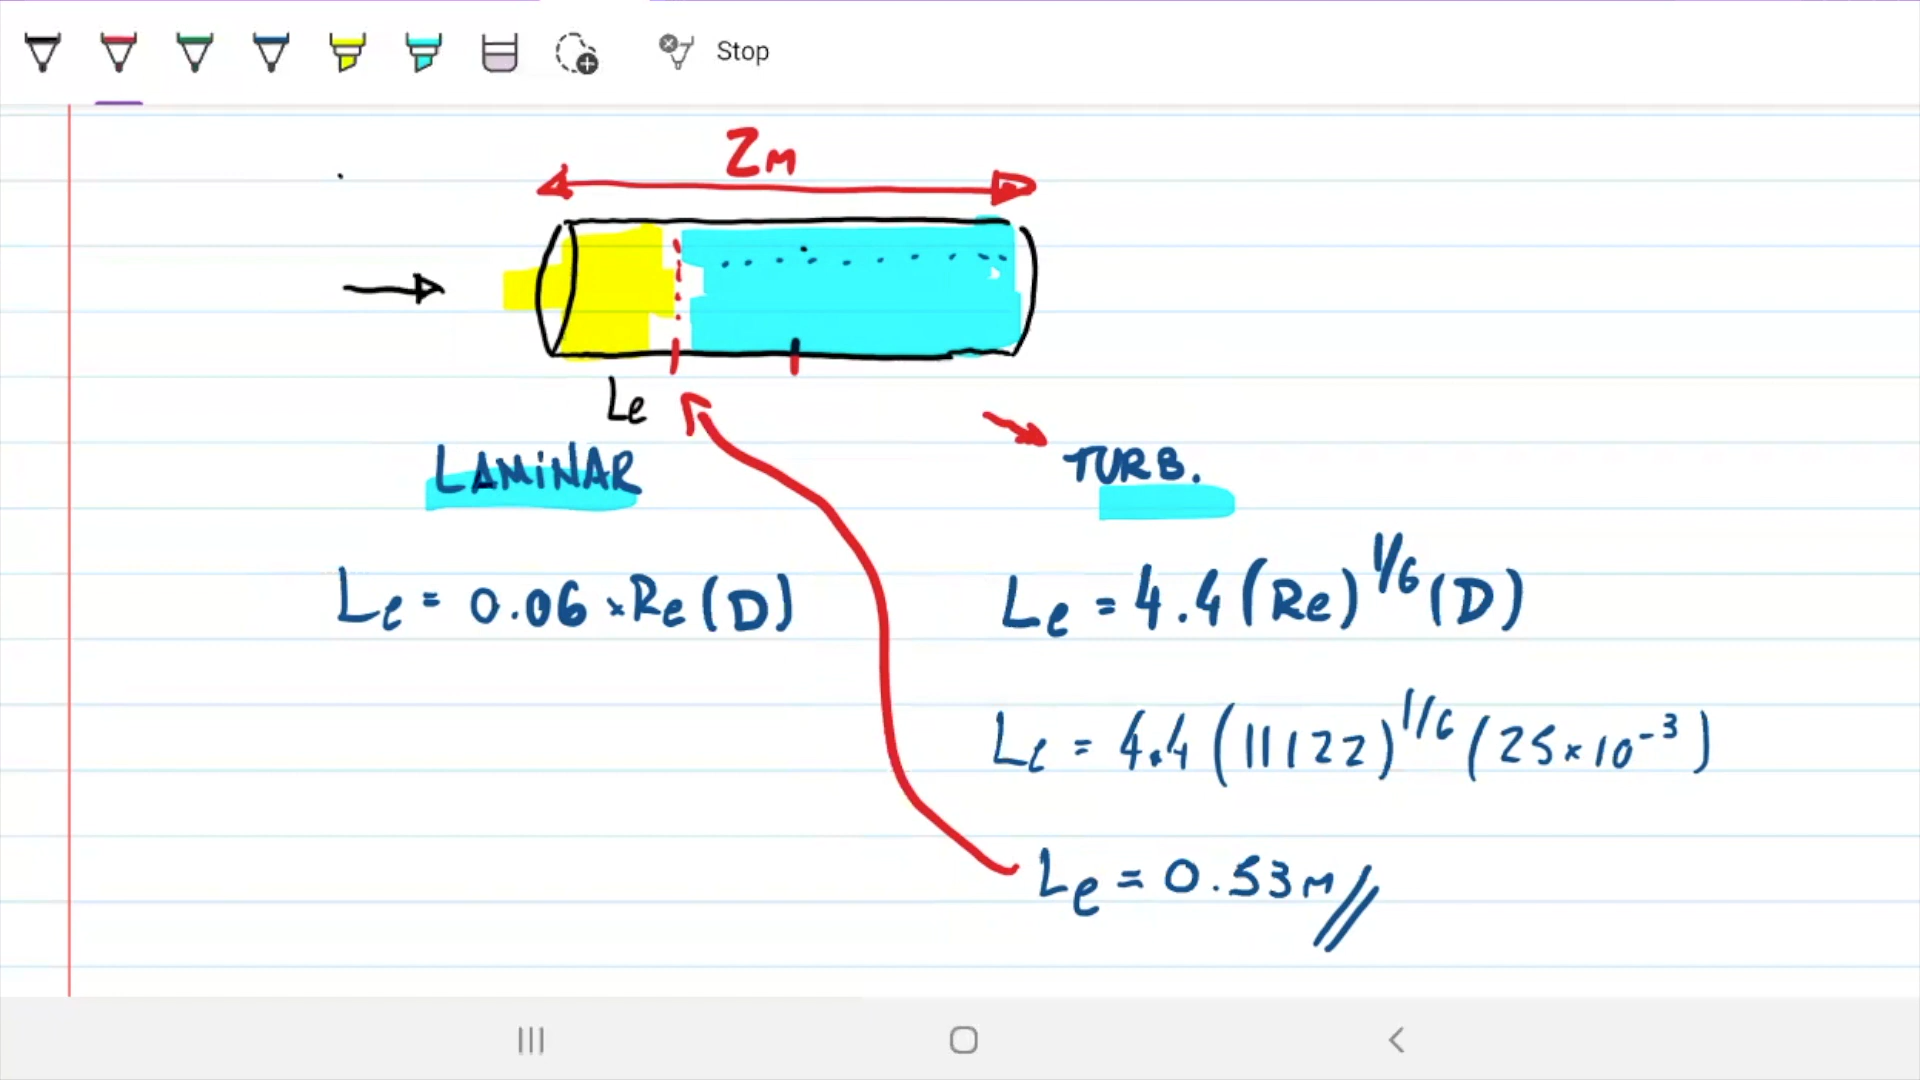 Stop
2m
Le
LAMINAR
TURB.
Le = 0.06 × Re (D)
Le = 4.4 (Re)^1/6 (D)
Le = 4.4 (11122)^1/6 (25×10^-3)
Le = 0.53m